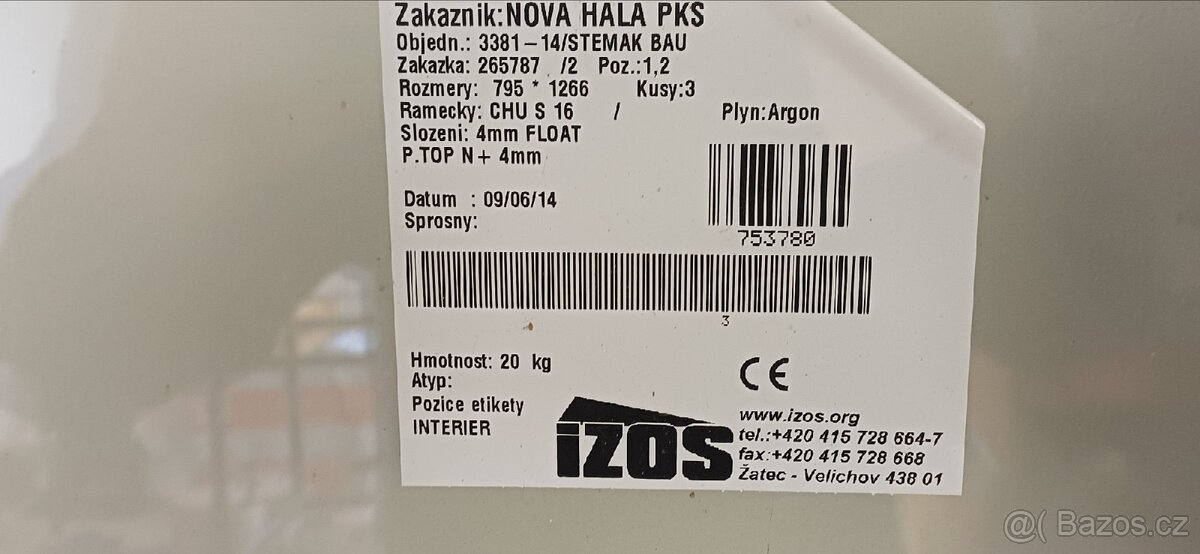 Zakaznik:NOVA HALA PKS
Objedn.: 3381-14/STEMAK BAU
Zakazka: 265787 /2 Poz.:1,2
Rozmery: 795 * 1266 Kusy:3
Ramecky: CHU S 16 / Plyn:Argon
Slozeni: 4mm FLOAT
P.TOP N+ 4mm
Datum : 09/06/14
Sprosny:
753780
3
Hmotnost: 20 kg
Atyp:
Pozice etikety
INTERIER
CE
izos
www.izos.org
tel.:+420 415 728 664-7
fax:+420 415 728 668
Žatec - Velichov 438 01
@( Bazos.cz